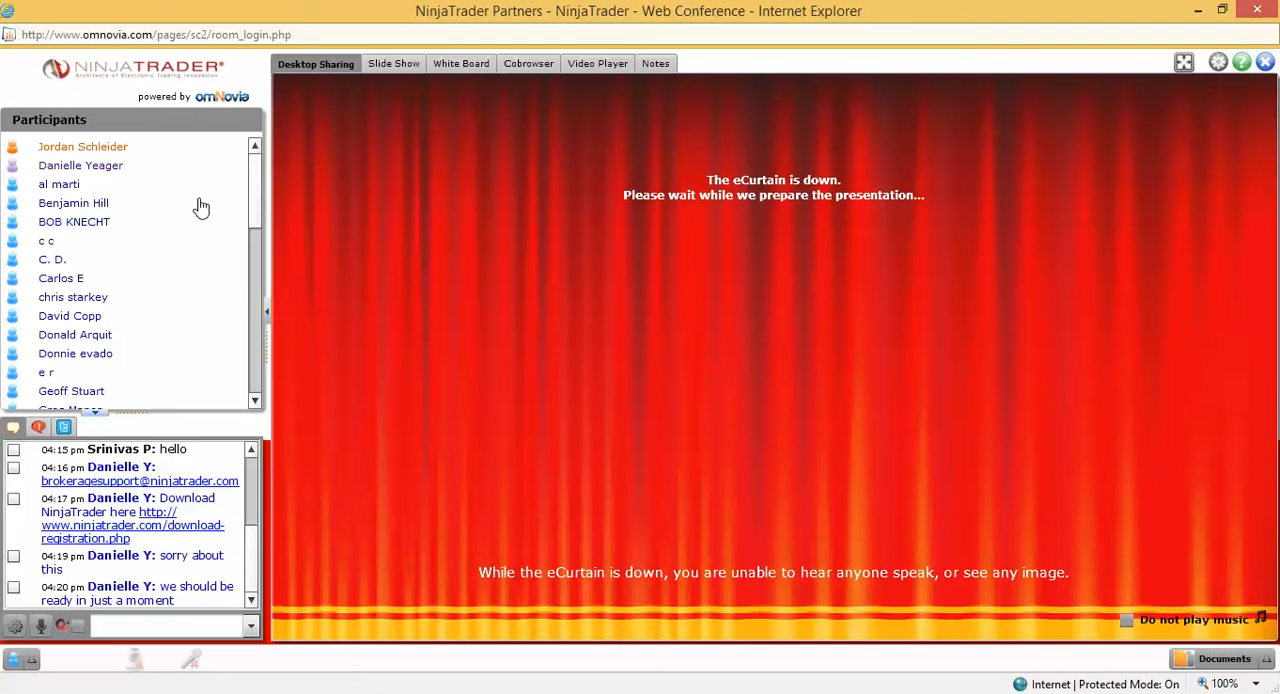 NinjaTrader Partners - NinjaTrader - Web Conference - Internet Explorer
http://www.omnovia.com/pages/sc2/room_login.php
NINJATRADER®
Architects of Electronic Trading Innovation™
powered by omNovia
Desktop Sharing
Slide Show
White Board
Cobrowser
Video Player
Notes
Participants
Jordan Schleider
Danielle Yeager
al marti
Benjamin Hill
BOB KNECHT
c c
C. D.
Carlos E
chris starkey
David Copp
Donald Arquit
Donnie evado
e r
Geoff Stuart
The eCurtain is down.
Please wait while we prepare the presentation...
04:15 pm Srinivas P: hello
04:16 pm Danielle Y:
brokeragesupport@ninjatrader.com
04:17 pm Danielle Y: Download
NinjaTrader here http://
www.ninjatrader.com/download-
registration.php
04:19 pm Danielle Y: sorry about
this
04:20 pm Danielle Y: we should be
ready in just a moment
While the eCurtain is down, you are unable to hear anyone speak, or see any image.
Do not play music
Documents
Internet | Protected Mode: On
100%